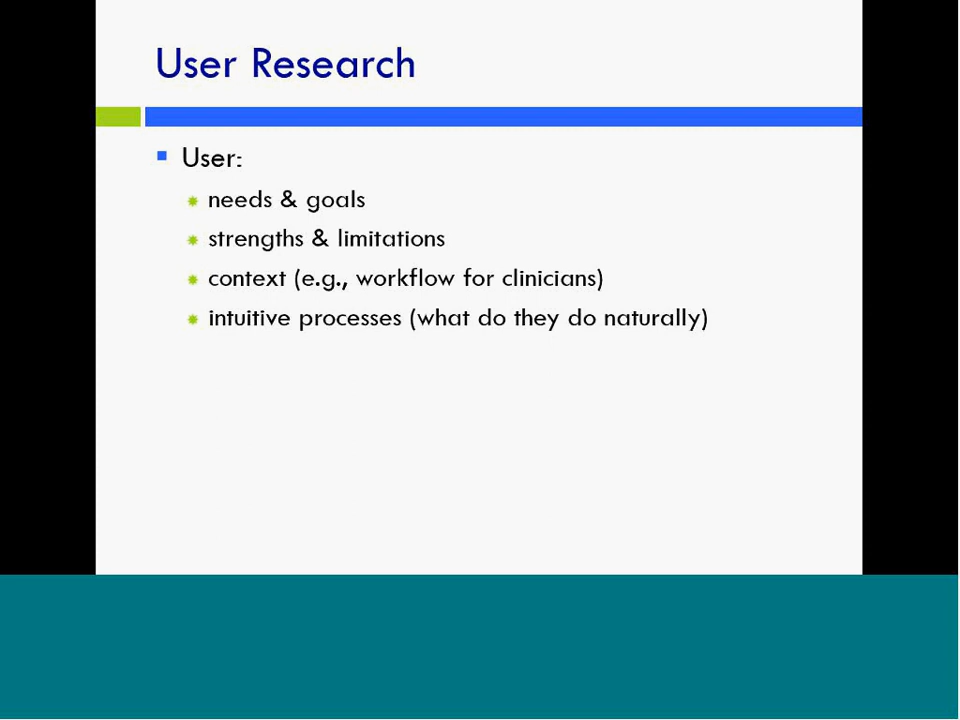 User Research
User:
needs & goals
strengths & limitations
context (e.g., workflow for clinicians)
intuitive processes (what do they do naturally)